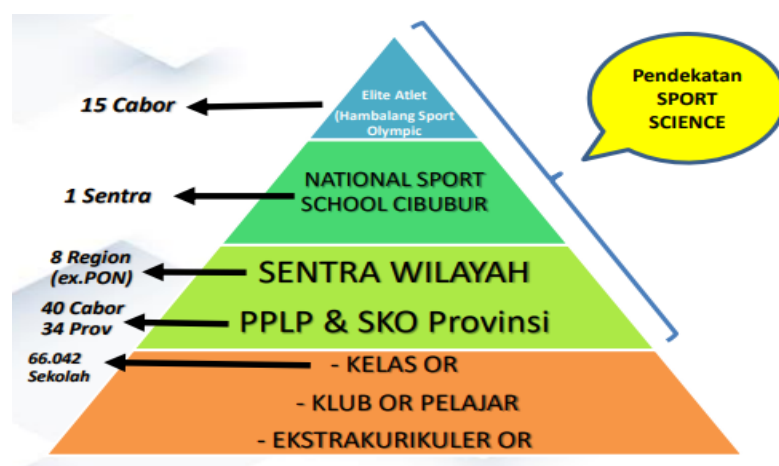 Elite Atlet
(Hambalang Sport
Olympic
15 Cabor
Pendekatan
SPORT
SCIENCE
NATIONAL SPORT
SCHOOL CIBUBUR
1 Sentra
8 Region
(ex.PON)
SENTRA WILAYAH
40 Cabor
34 Prov
PPLP & SKO Provinsi
66.042
Sekolah
- KELAS OR
- KLUB OR PELAJAR
- EKSTRAKURIKULER OR